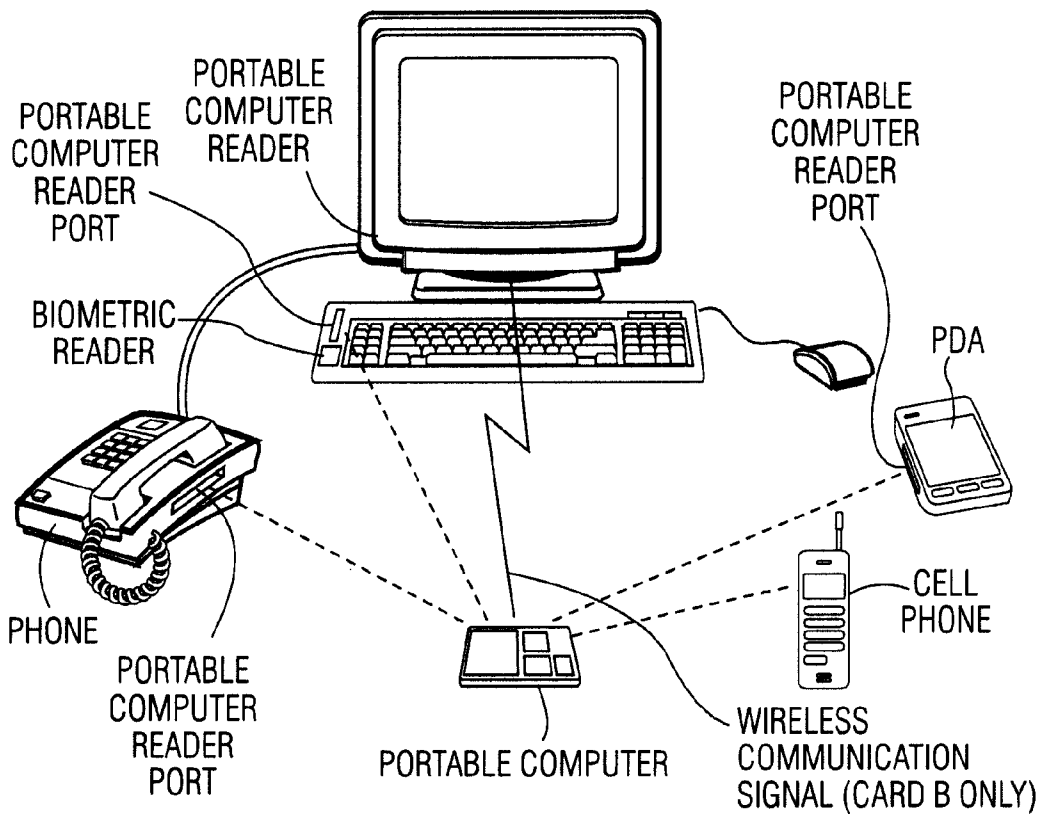 PORTABLE
COMPUTER
READER
PORT
PORTABLE
COMPUTER
READER
PORTABLE
COMPUTER
READER
PORT
BIOMETRIC
READER
PDA
CELL
PHONE
PHONE
PORTABLE
COMPUTER
READER
PORT
PORTABLE COMPUTER
WIRELESS
COMMUNICATION
SIGNAL (CARD B ONLY)